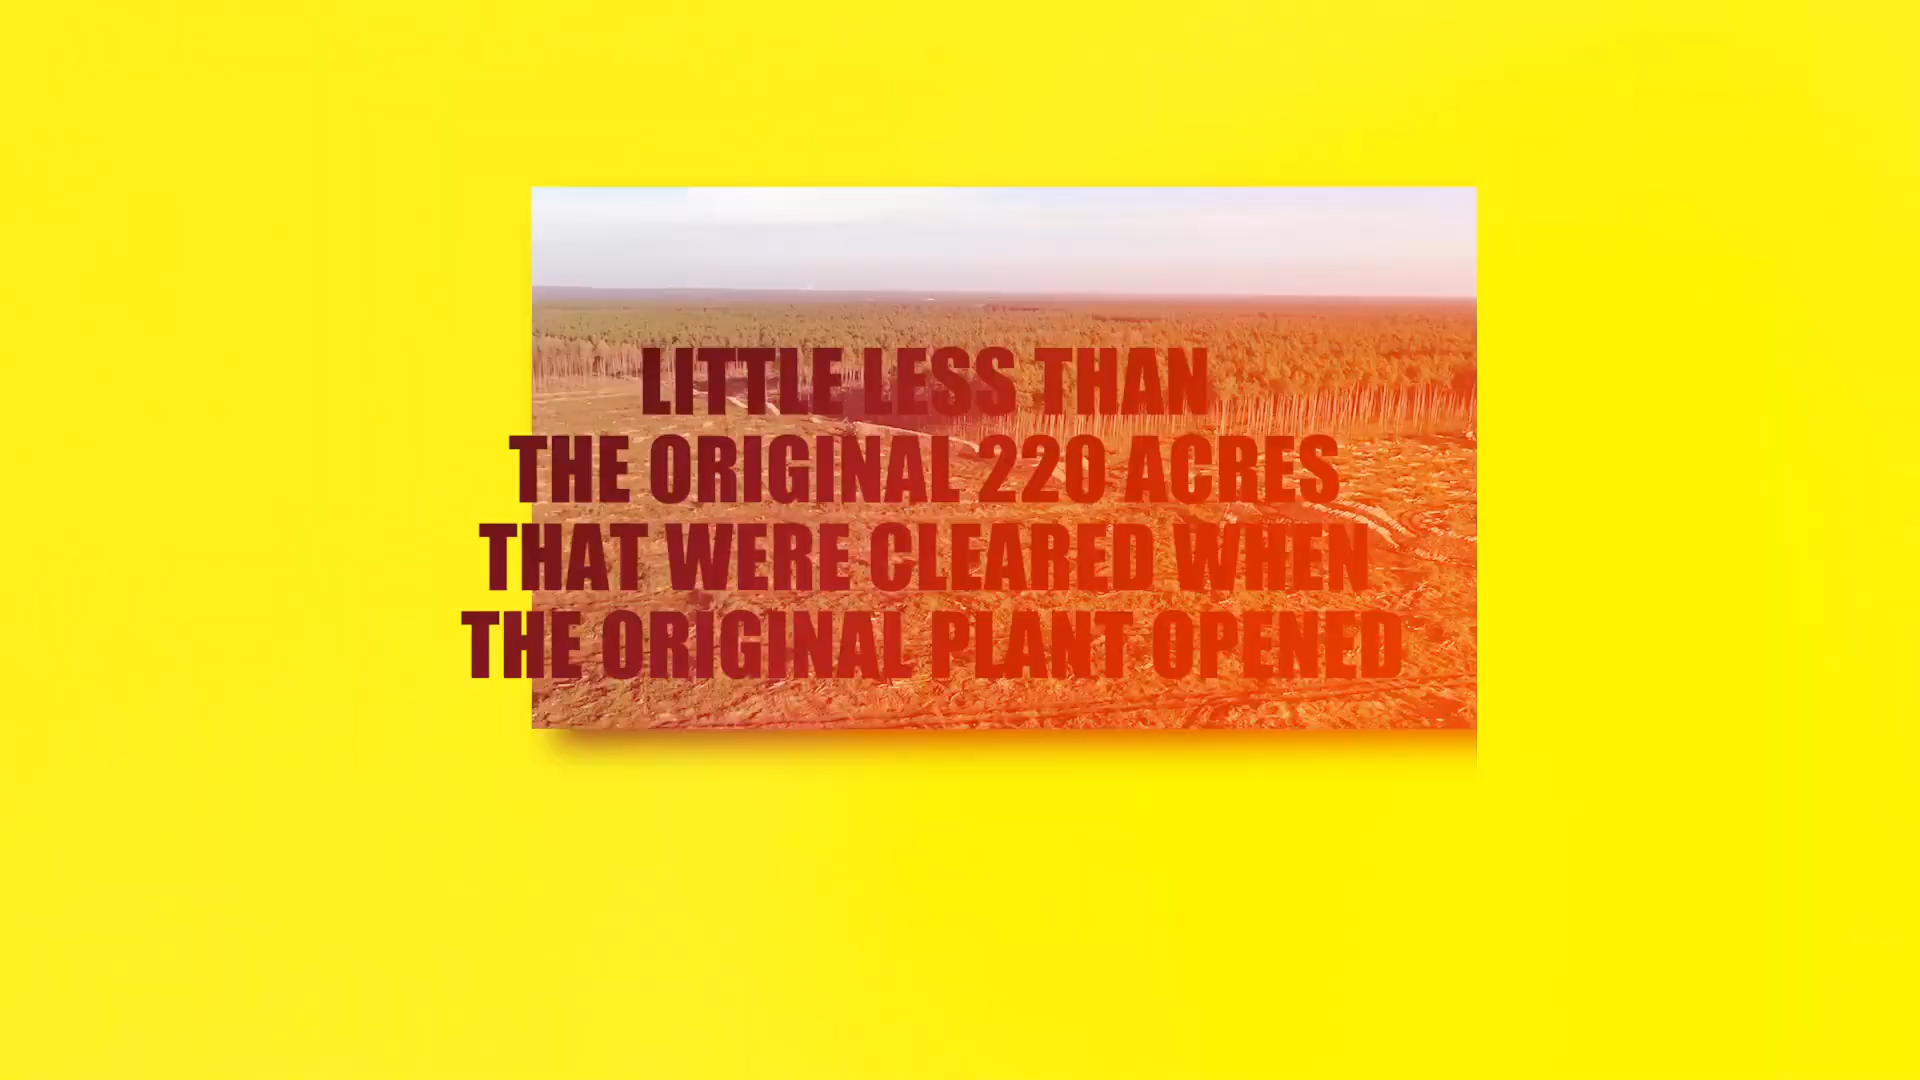 LITTLE LESS THAN
THE ORIGINAL 220 ACRES
THAT WERE CLEARED WHEN
THE ORIGINAL PLANT OPENED